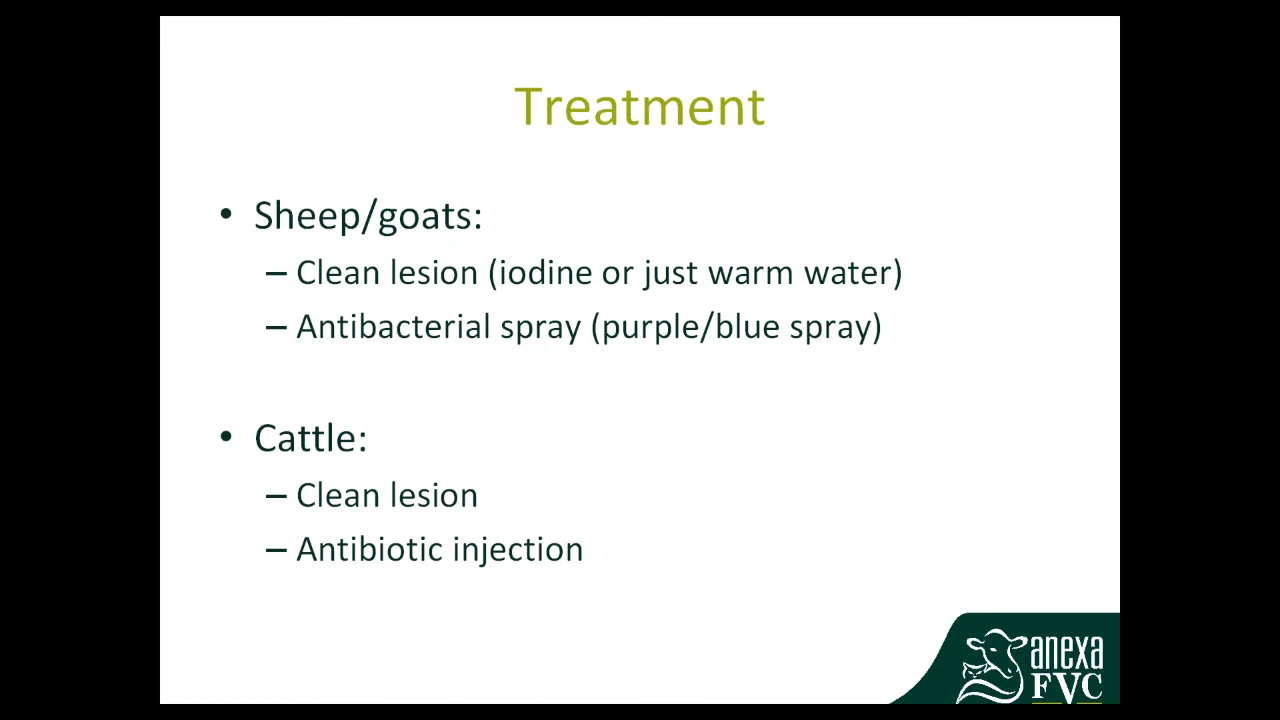 Treatment
• Sheep/goats:
– Clean lesion (iodine or just warm water)
– Antibacterial spray (purple/blue spray)
• Cattle:
– Clean lesion
– Antibiotic injection
anexa
FVC